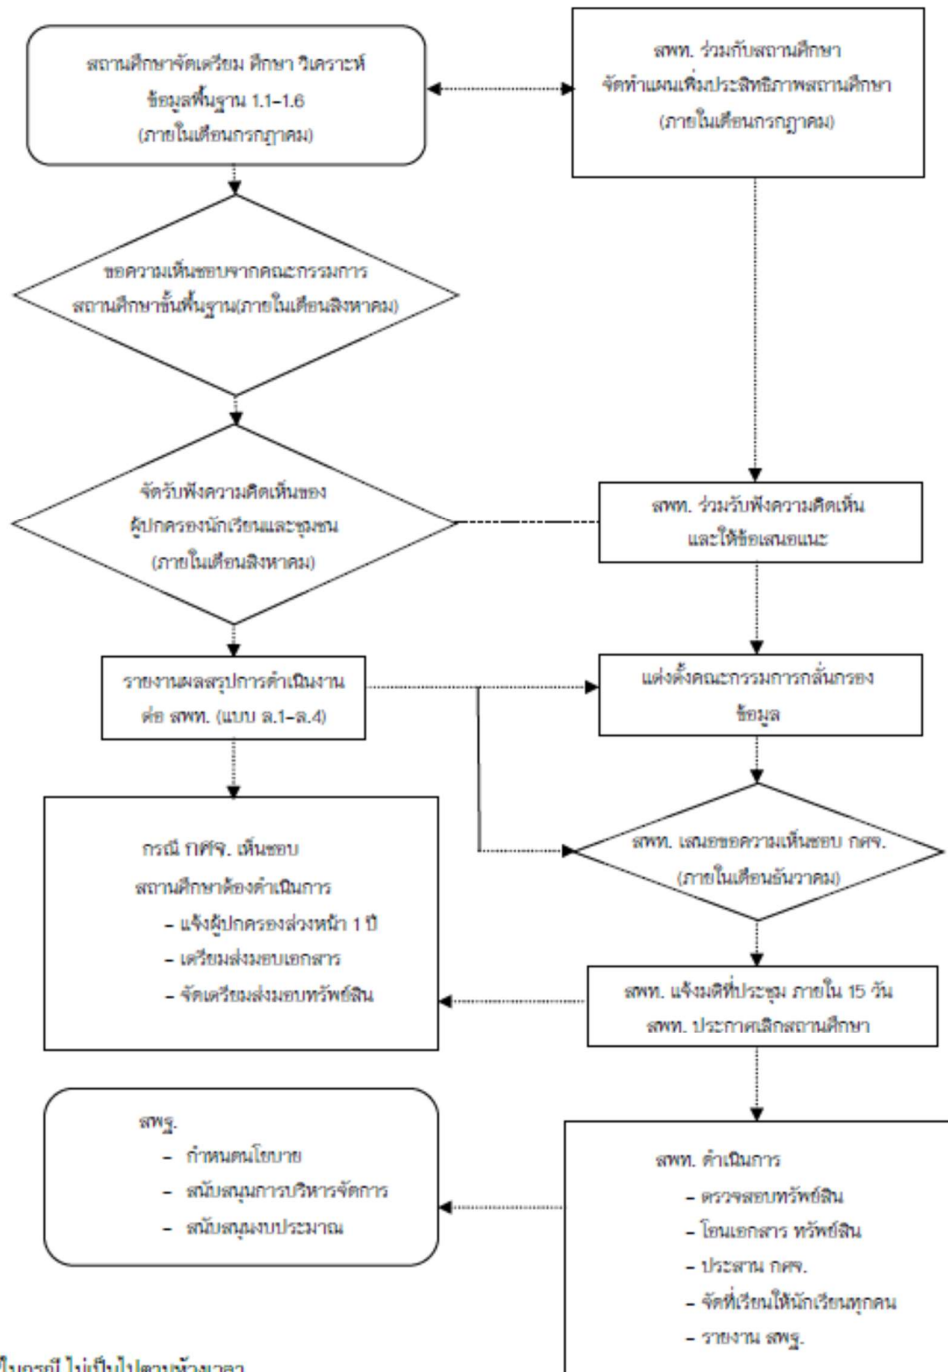 สถานศึกษาจัดเตรียม ศึกษา วิเคราะห์
ข้อมูลพื้นฐาน 1.1-1.6
(ภายในเดือนกรกฎาคม)
สพท. ร่วมกับสถานศึกษา
จัดทำแผนเพิ่มประสิทธิภาพสถานศึกษา
(ภายในเดือนกรกฎาคม)
ขอความเห็นชอบจากคณะกรรมการ
สถานศึกษาขั้นพื้นฐาน(ภายในเดือนสิงหาคม)
จัดรับฟังความคิดเห็นของ
ผู้ปกครองนักเรียนและชุมชน
(ภายในเดือนสิงหาคม)
สพท. ร่วมรับฟังความคิดเห็น
และให้ข้อเสนอแนะ
รายงานผลสรุปการดำเนินงาน
ต่อ สพท. (แบบ ล.1-ล.4)
แต่งตั้งคณะกรรมการกลั่นกรอง
ข้อมูล
สพท. เสนอขอความเห็นชอบ กศจ.
(ภายในเดือนธันวาคม)
กรณี กศจ. เห็นชอบ
สถานศึกษาต้องดำเนินการ
- แจ้งผู้ปกครองล่วงหน้า 1 ปี
- เตรียมส่งมอบเอกสาร
- จัดเตรียมส่งมอบทรัพย์สิน
สพท. แจ้งมติที่ประชุม ภายใน 15 วัน
สพท. ประกาศเลิกสถานศึกษา
สพฐ.
- กำหนดนโยบาย
- สนับสนุนการบริหารจัดการ
- สนับสนุนงบประมาณ
สพท. ดำเนินการ
- ตรวจสอบทรัพย์สิน
- โอนเอกสาร ทรัพย์สิน
- ประสาน กศจ.
- จัดที่เรียนให้นักเรียนทุกคน
- รายงาน สพฐ.
ในกรณี ไม่เป็นไปตามห้วงเวลา